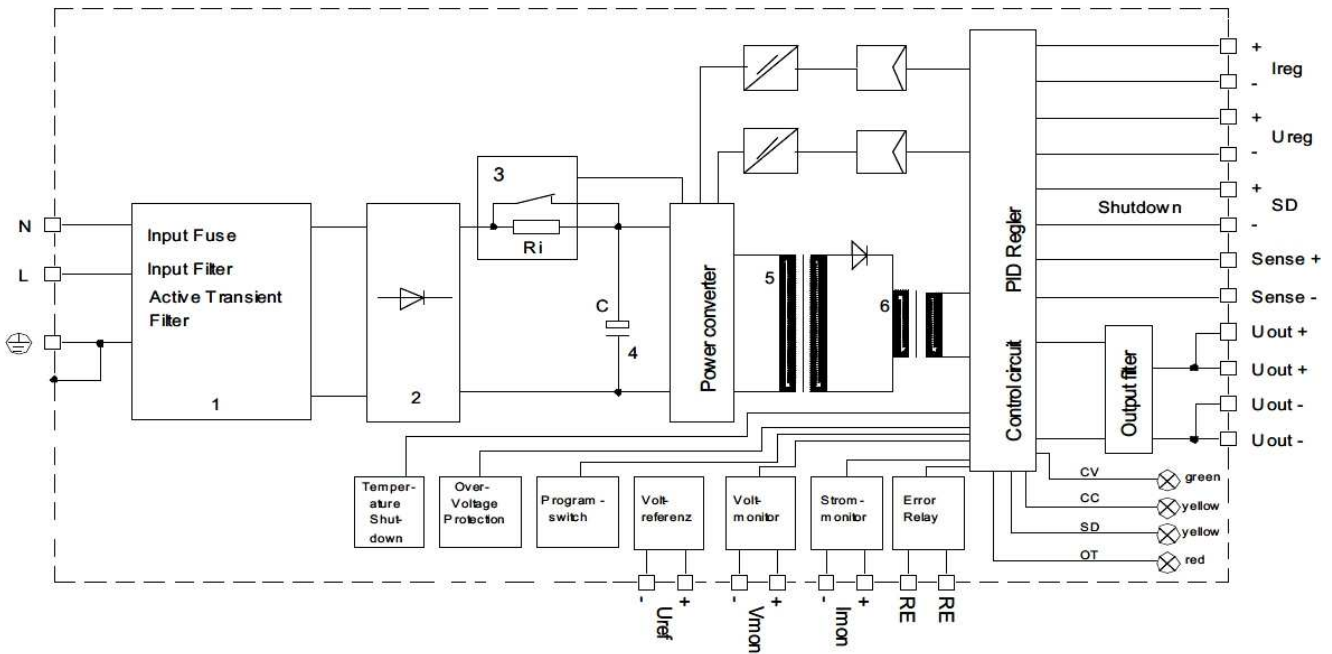 +
Ireg
-
+
Ureg
-
3
+
Shutdown
SD
-
N
Input Fuse
Ri
L
Input Filter
Active Transient
Filter
5
PID Regler
Sense +
6
Sense -
C
Power converter
4
Uout +
Uout +
1
2
Control circuit
Output filter
Uout -
Uout -
CV
green
CC
yellow
SD
yellow
OT
red
Temper-
ature
Shut-
down
Over-
Voltage
Protection
Program-
switch
Volt-
referenz
Volt-
monitor
Strom-
monitor
Error
Relay
- +
Uref
- +
Vmon
- +
Imon
RE
RE